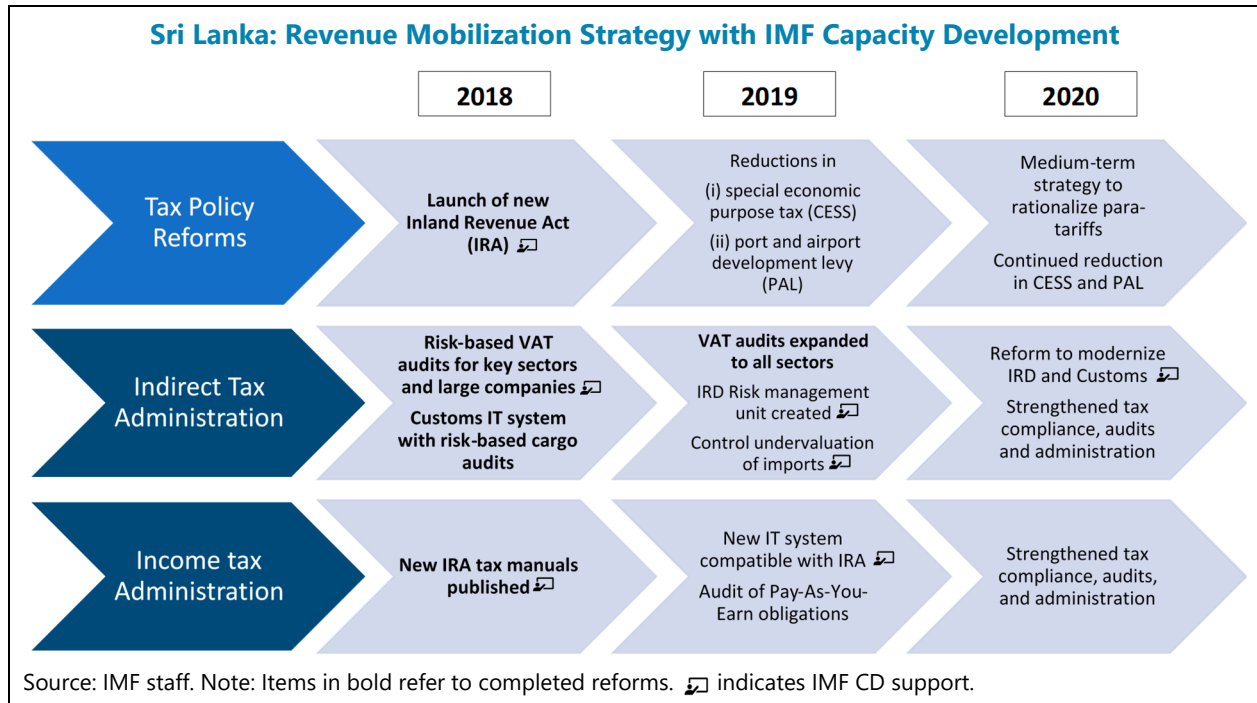 Sri Lanka: Revenue Mobilization Strategy with IMF Capacity Development
2018
2019
2020
Tax Policy
Reforms
Launch of new
Inland Revenue Act
(IRA)
Reductions in
(i) special economic
purpose tax (CESS)
(ii) port and airport
development levy
(PAL)
Medium-term
strategy to
rationalize para-
tariffs
Continued reduction
in CESS and PAL
Indirect Tax
Administration
Risk-based VAT
audits for key sectors
and large companies
Customs IT system
with risk-based cargo
audits
VAT audits expanded
to all sectors
IRD Risk management
unit created
Control undervaluation
of imports
Reform to modernize
IRD and Customs
Strengthened tax
compliance, audits
and administration
Income tax
Administration
New IRA tax manuals
published
New IT system
compatible with IRA
Audit of Pay-As-You-
Earn obligations
Strengthened tax
compliance, audits,
and administration
Source: IMF staff. Note: Items in bold refer to completed reforms. indicates IMF CD support.